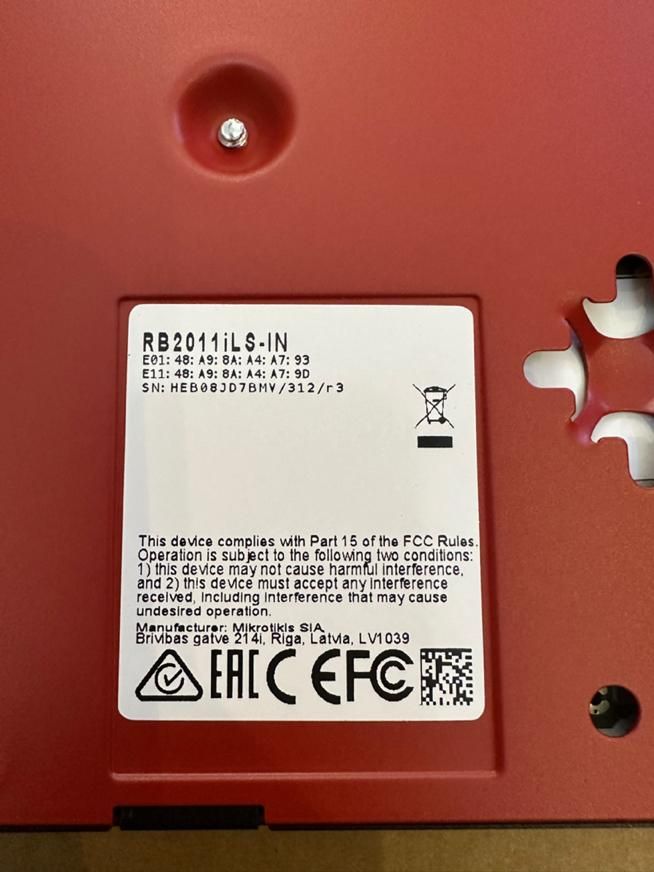 RB2011iLS-IN
E01: 48: A9: 8A: A4: A7: 93
E11: 48: A9: 8A: A4: A7: 9D
SN: HEB08JD7BMV/312/r3
This device complies with Part 15 of the FCC Rules.
Operation is subject to the following two conditions:
1) this device may not cause harmful interference,
and 2) this device must accept any interference
received, including interference that may cause
undesired operation.
Manufacturer: Mikrotikls SIA
Brivibas gatve 214i, Riga, Latvia, LV1039
EAC CE FC